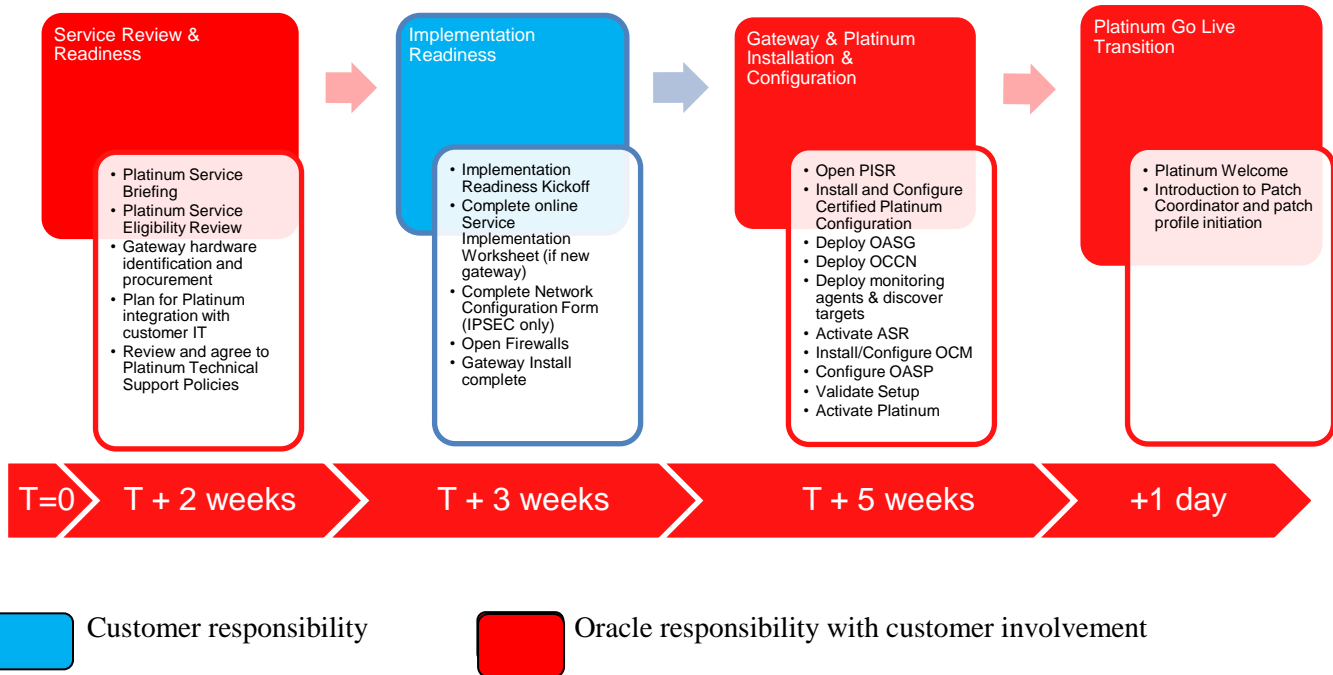 Service Review &
Readiness
• Platinum Service
Briefing
• Platinum Service
Eligibility Review
• Gateway hardware
identification and
procurement
• Plan for Platinum
integration with
customer IT
• Review and agree to
Platinum Technical
Support Policies
Implementation
Readiness
• Implementation
Readiness Kickoff
• Complete online
Service
Implementation
Worksheet (if new
gateway)
• Complete Network
Configuration Form
(IPSEC only)
• Open Firewalls
• Gateway Install
complete
Gateway & Platinum
Installation &
Configuration
• Open PISR
• Install and Configure
Certified Platinum
Configuration
• Deploy OASG
• Deploy OCCN
• Deploy monitoring
agents & discover
targets
• Activate ASR
• Install/Configure OCM
• Configure OASP
• Validate Setup
• Activate Platinum
Platinum Go Live
Transition
• Platinum Welcome
• Introduction to Patch
Coordinator and patch
profile initiation
T=0
T + 2 weeks
T + 3 weeks
T + 5 weeks
+1 day
Customer responsibility
Oracle responsibility with customer involvement